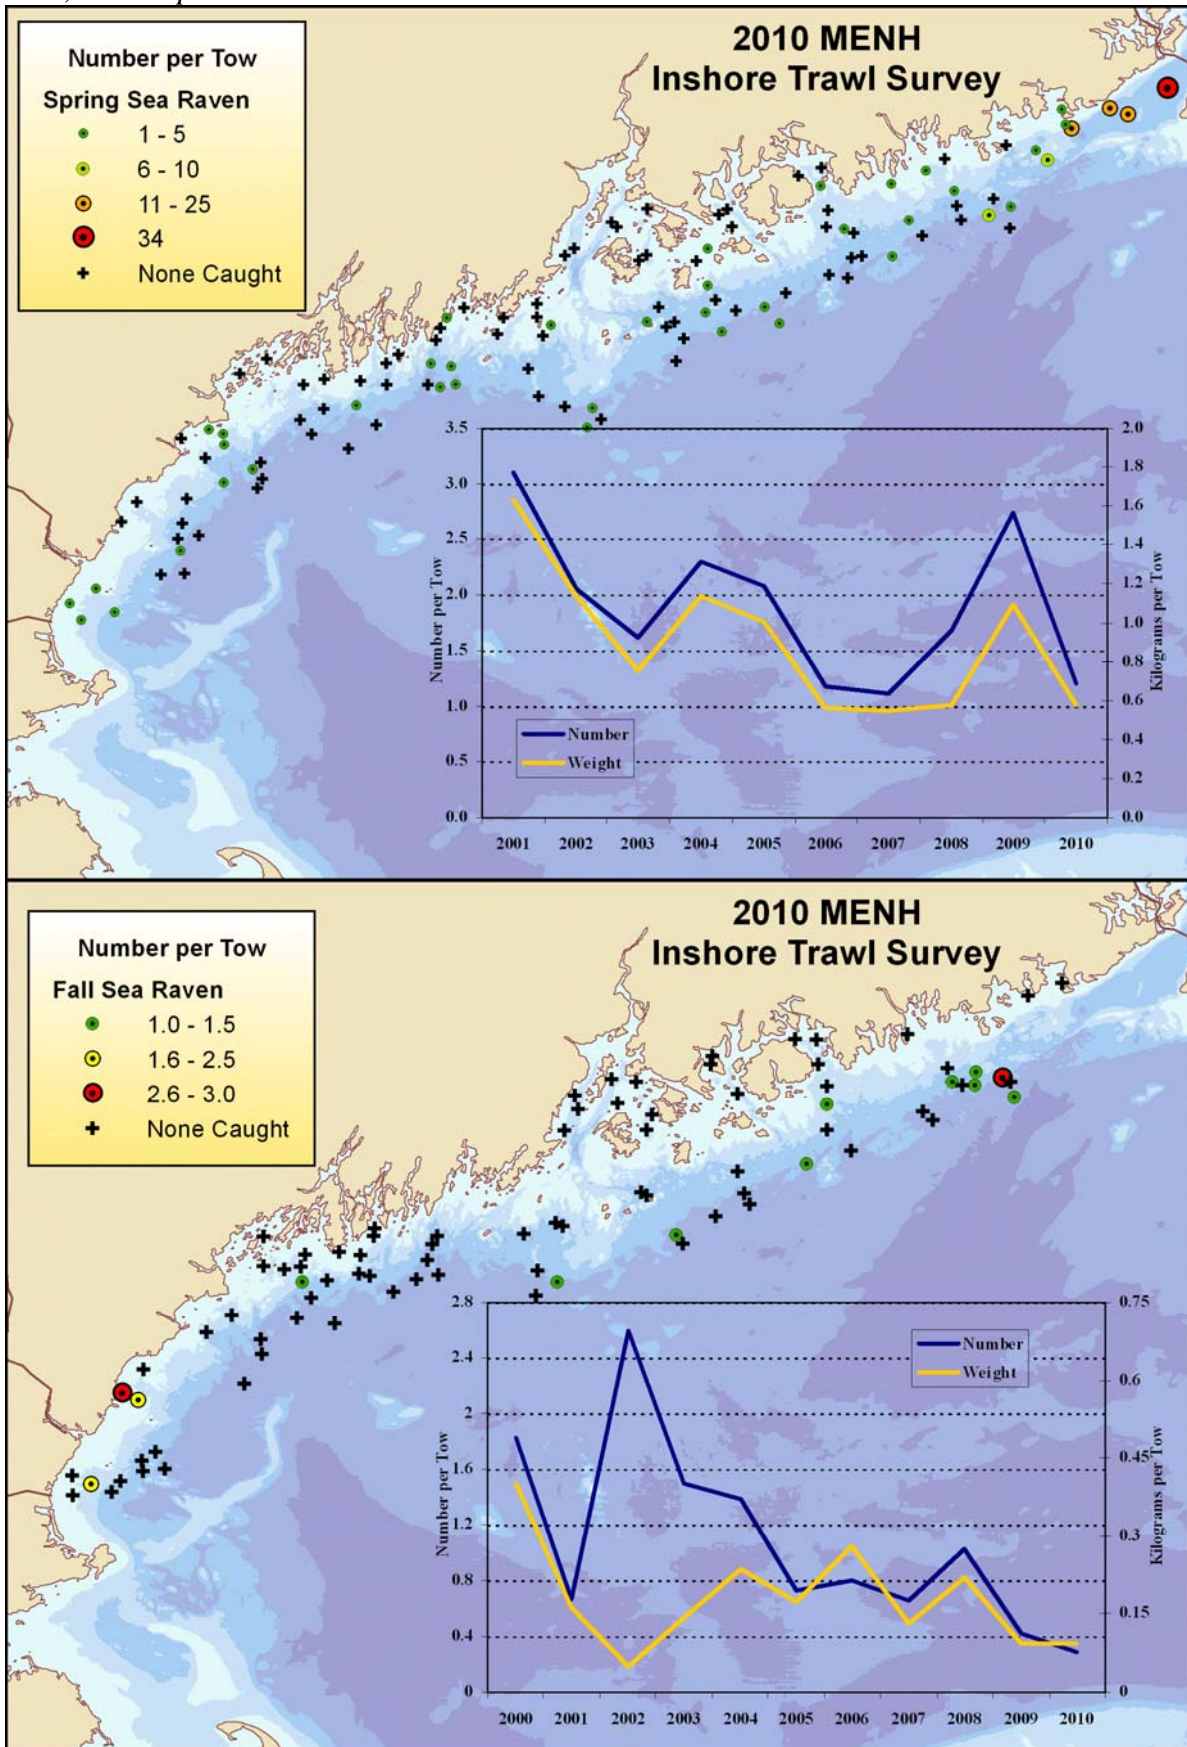 2010 MENH
Inshore Trawl Survey
Number per Tow
Spring Sea Raven
1 - 5
6 - 10
11 - 25
34
None Caught
3.5
3.0
2.5
2.0
1.5
1.0
0.5
0.0
Number per Tow
2.0
1.8
1.6
1.4
1.2
1.0
0.8
0.6
0.4
0.2
0.0
Kilograms per Tow
Number
Weight
2001 2002 2003 2004 2005 2006 2007 2008 2009 2010
2010 MENH
Inshore Trawl Survey
Number per Tow
Fall Sea Raven
1.0 - 1.5
1.6 - 2.5
2.6 - 3.0
None Caught
2.8
2.4
2
1.6
1.2
0.8
0.4
0
Number per Tow
0.75
0.6
0.45
0.3
0.15
0
Kilograms per Tow
Number
Weight
2000 2001 2002 2003 2004 2005 2006 2007 2008 2009 2010